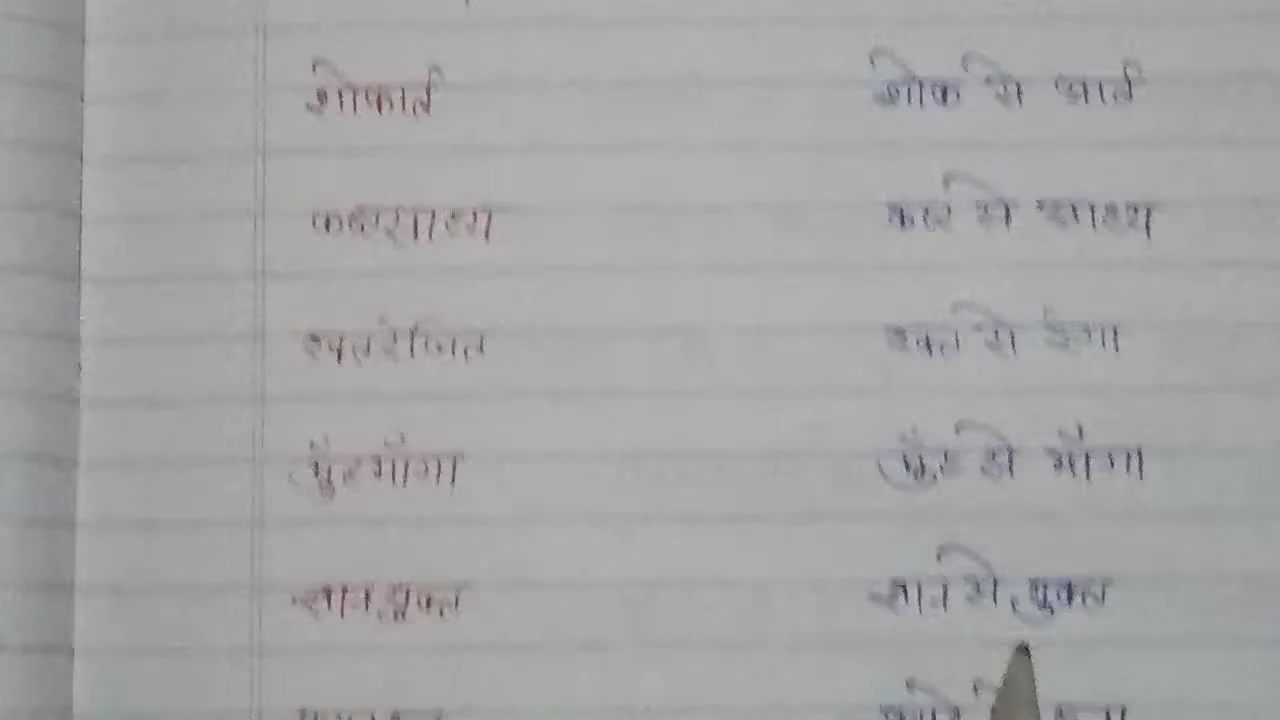 शोकार्त शोक से आर्त
कष्टसाध्य कष्ट से साध्य
रक्तरंजित रक्त से रंगा
मुँहमाँगा मुँह से माँगा
ज्ञानयुक्त ज्ञान से युक्त